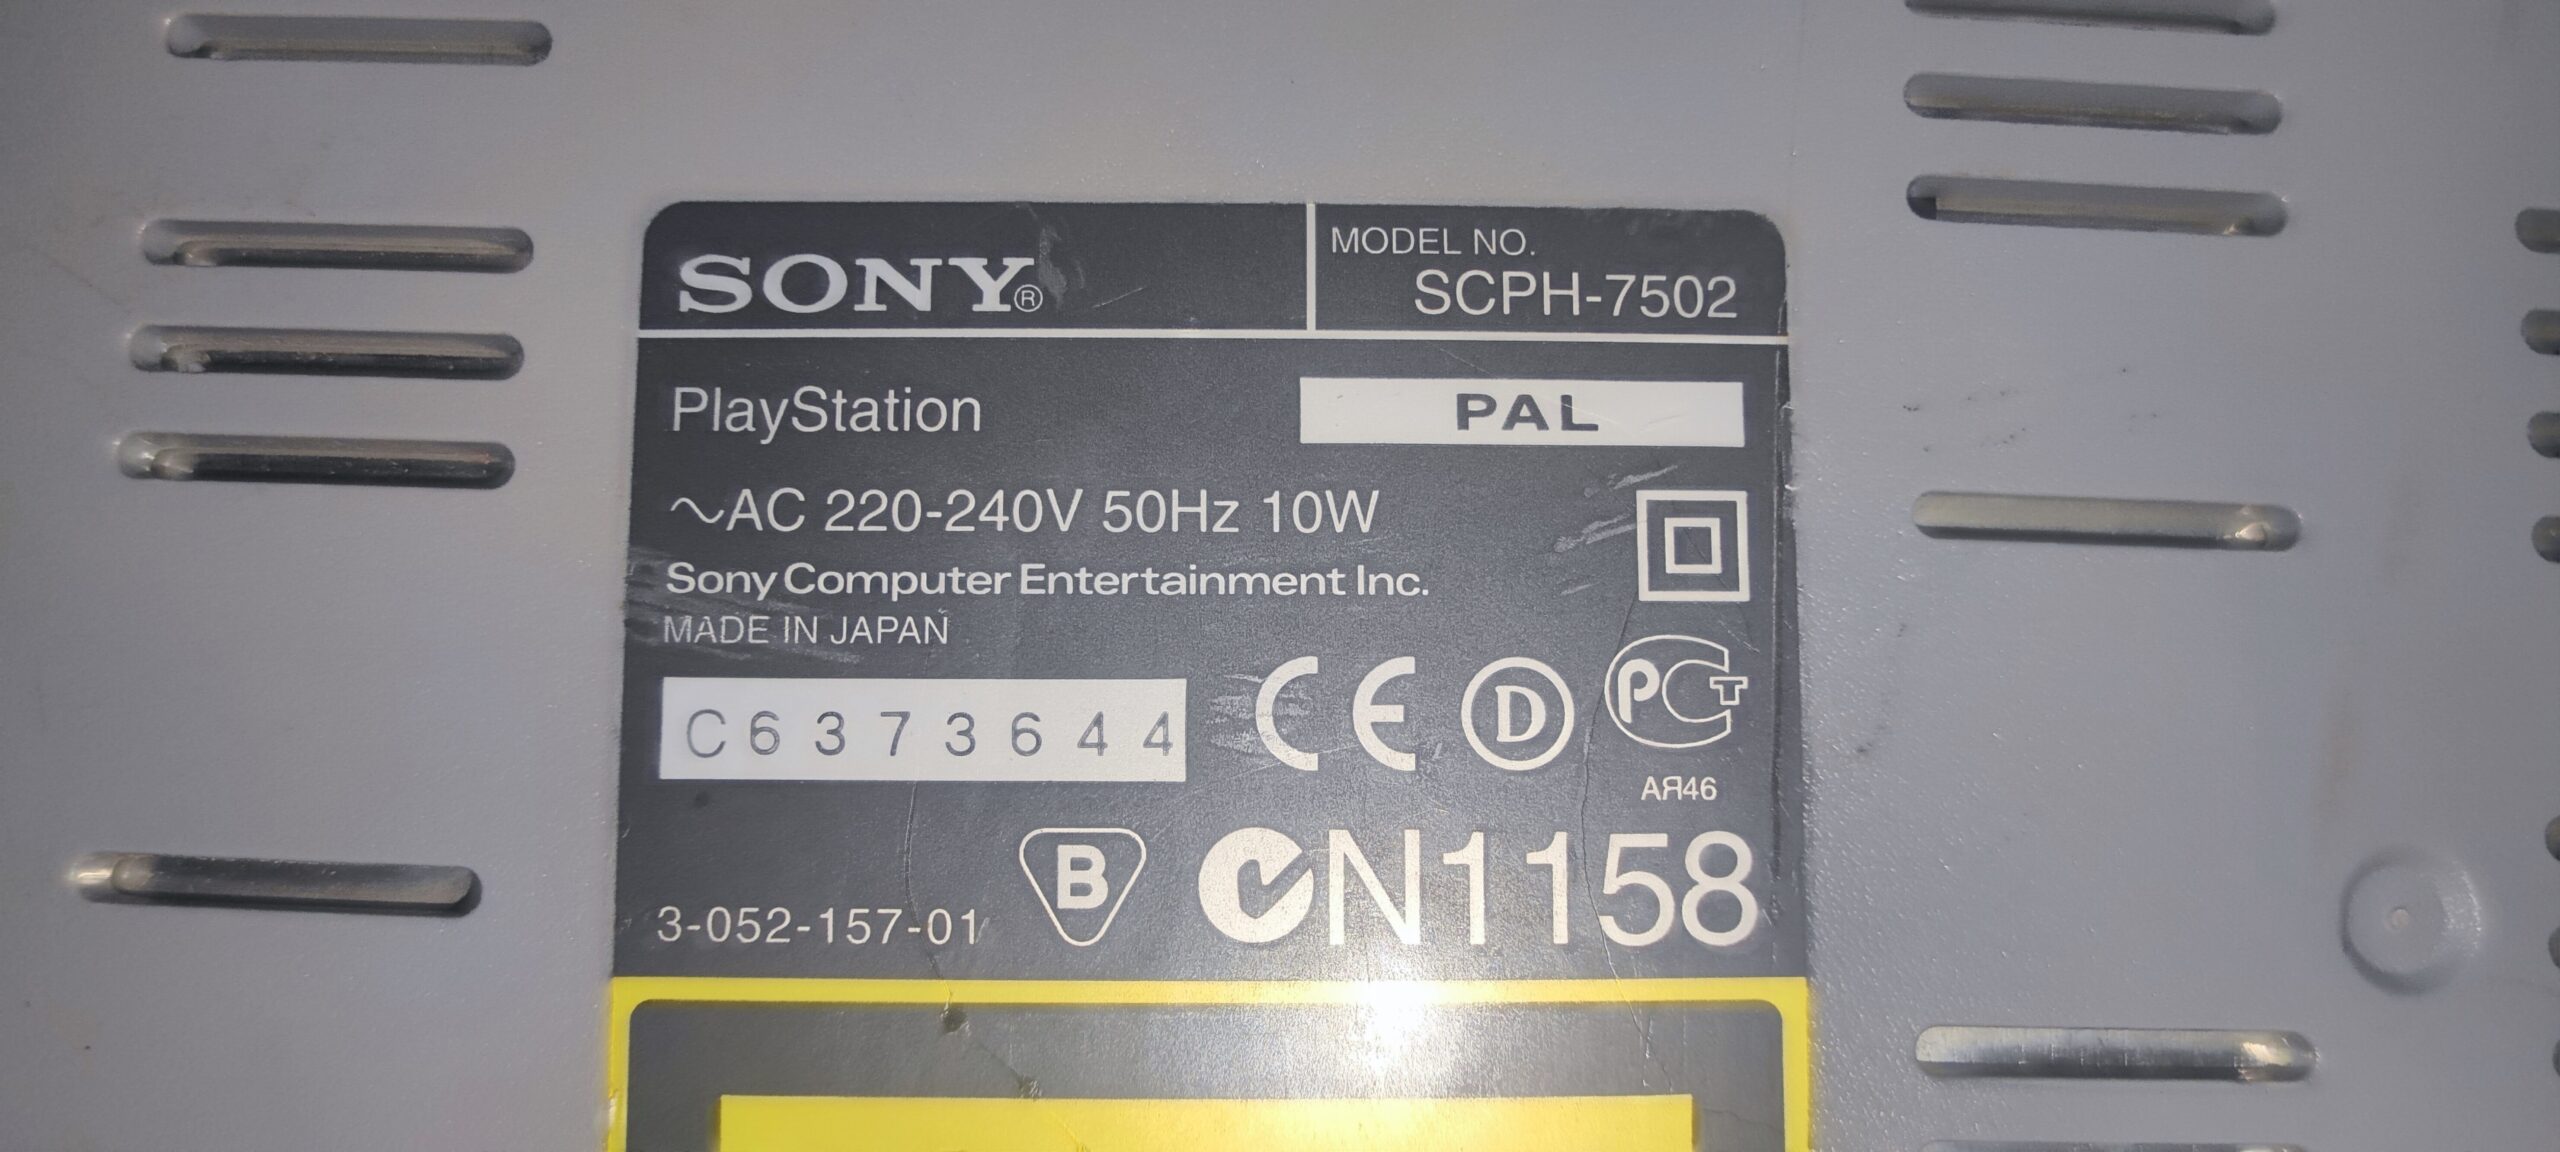 SONY®
MODEL NO.
SCPH-7502
PlayStation
PAL
~AC 220-240V 50Hz 10W
Sony Computer Entertainment Inc.
MADE IN JAPAN
C6373644
CE D PCT
АЯ46
3-052-157-01
B
N1158